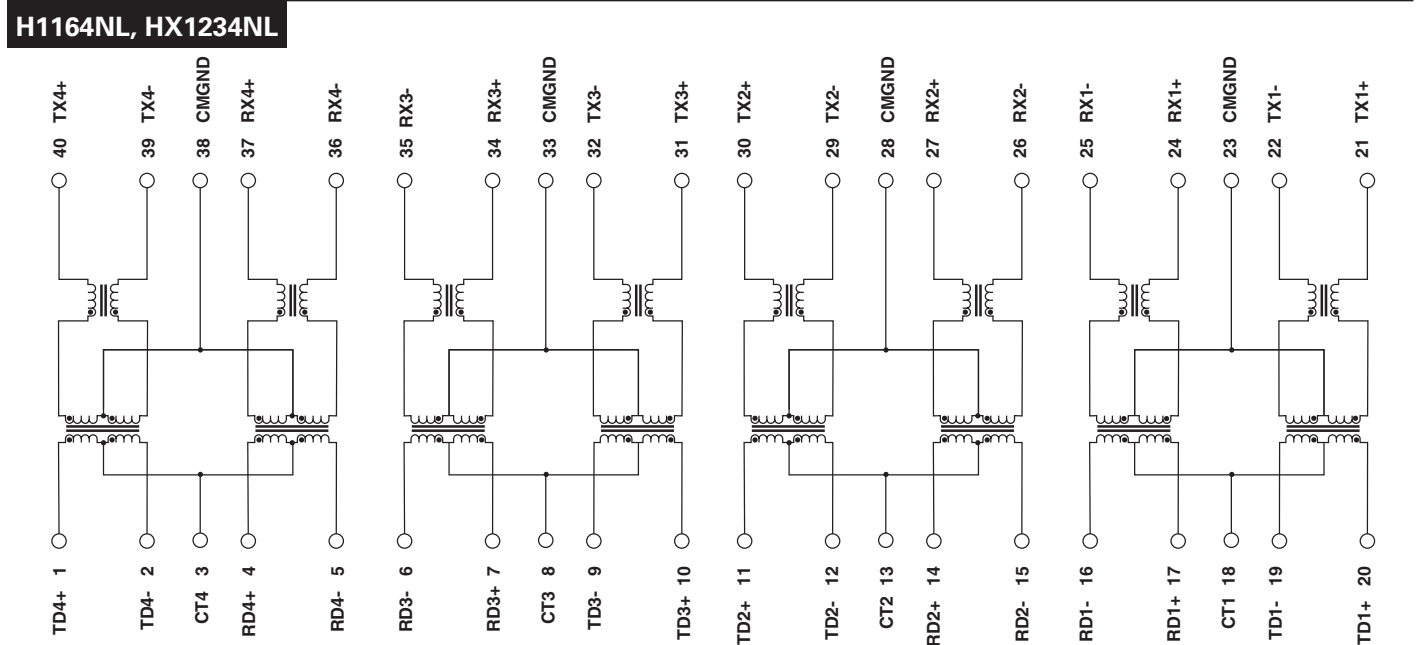 H1164NL, HX1234NL
40 TX4+
39 TX4-
38 CMGND
37 RX4+
36 RX4-
35 RX3-
34 RX3+
33 CMGND
32 TX3-
31 TX3+
30 TX2+
29 TX2-
28 CMGND
27 RX2+
26 RX2-
25 RX1-
24 RX1+
23 CMGND
22 TX1-
21 TX1+
TD4+ 1
TD4- 2
CT4 3
RD4+ 4
RD4- 5
RD3- 6
RD3+ 7
CT3 8
TD3- 9
TD3+ 10
TD2+ 11
TD2- 12
CT2 13
RD2+ 14
RD2- 15
RD1- 16
RD1+ 17
CT1 18
TD1- 19
TD1+ 20